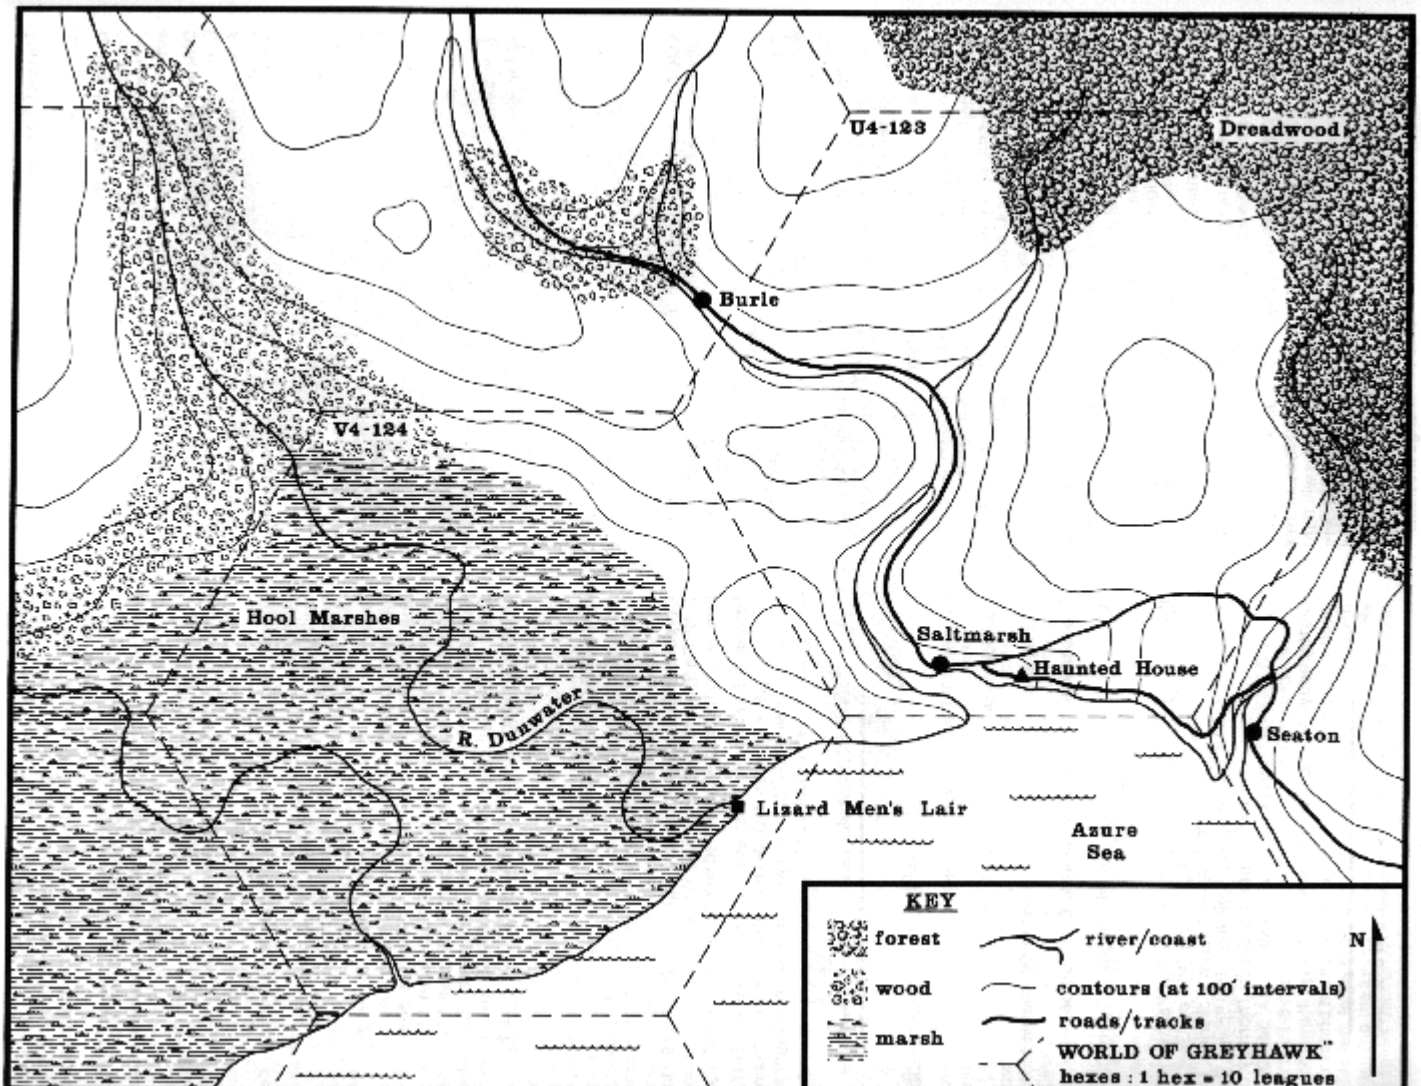 U4-123
Dreadwood
Burle
V4-124
Hool Marshes
Saltmarsh
Haunted House
R. Dunwater
Seaton
Lizard Men's Lair
Azure
Sea
KEY
forest
river/coast
N
wood
contours (at 100' intervals)
roads/tracks
marsh
WORLD OF GREYHAWK™
hexes : 1 hex = 10 leagues